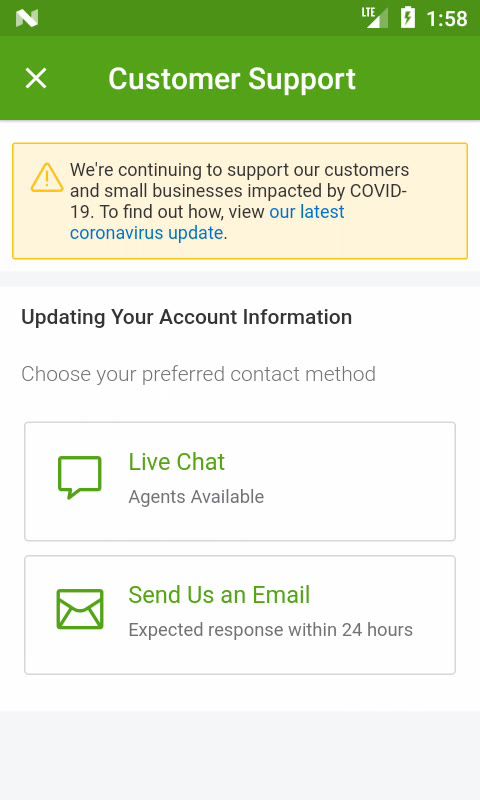 LTE
1:58
Customer Support
We're continuing to support our customers
and small businesses impacted by COVID-
19. To find out how, view our latest
coronavirus update.
Updating Your Account Information
Choose your preferred contact method
Live Chat
Agents Available
Send Us an Email
Expected response within 24 hours